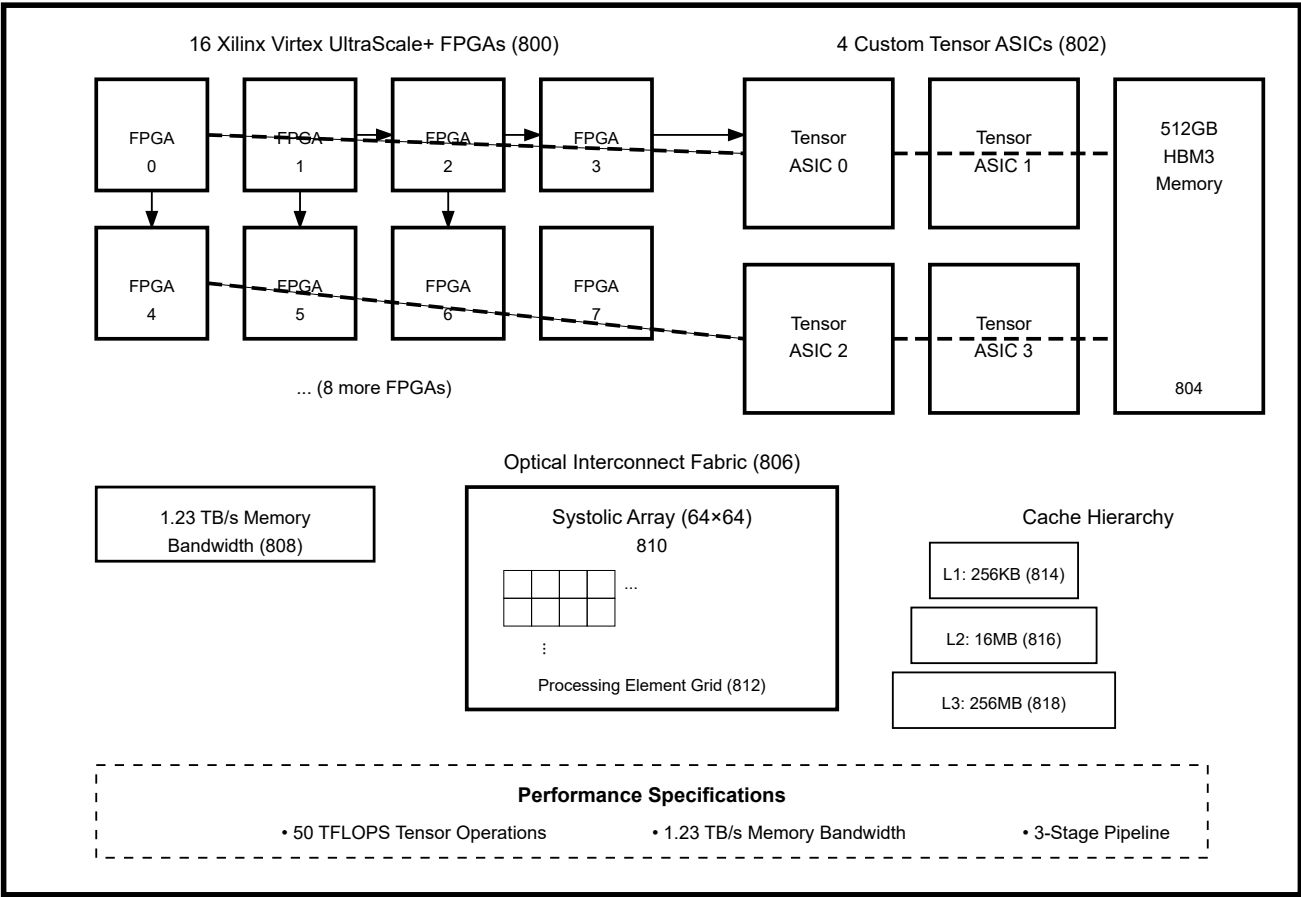 16 Xilinx Virtex UltraScale+ FPGAs (800)
4 Custom Tensor ASICs (802)
FPGA
0
FPGA
1
FPGA
2
FPGA
3
Tensor
ASIC 0
Tensor
ASIC 1
512GB
HBM3
Memory
FPGA
4
FPGA
5
FPGA
6
FPGA
7
Tensor
ASIC 2
Tensor
ASIC 3
804
... (8 more FPGAs)
Optical Interconnect Fabric (806)
1.23 TB/s Memory
Bandwidth (808)
Systolic Array (64×64)
810
...
⋮
Processing Element Grid (812)
Cache Hierarchy
L1: 256KB (814)
L2: 16MB (816)
L3: 256MB (818)
Performance Specifications
• 50 TFLOPS Tensor Operations
• 1.23 TB/s Memory Bandwidth
• 3-Stage Pipeline